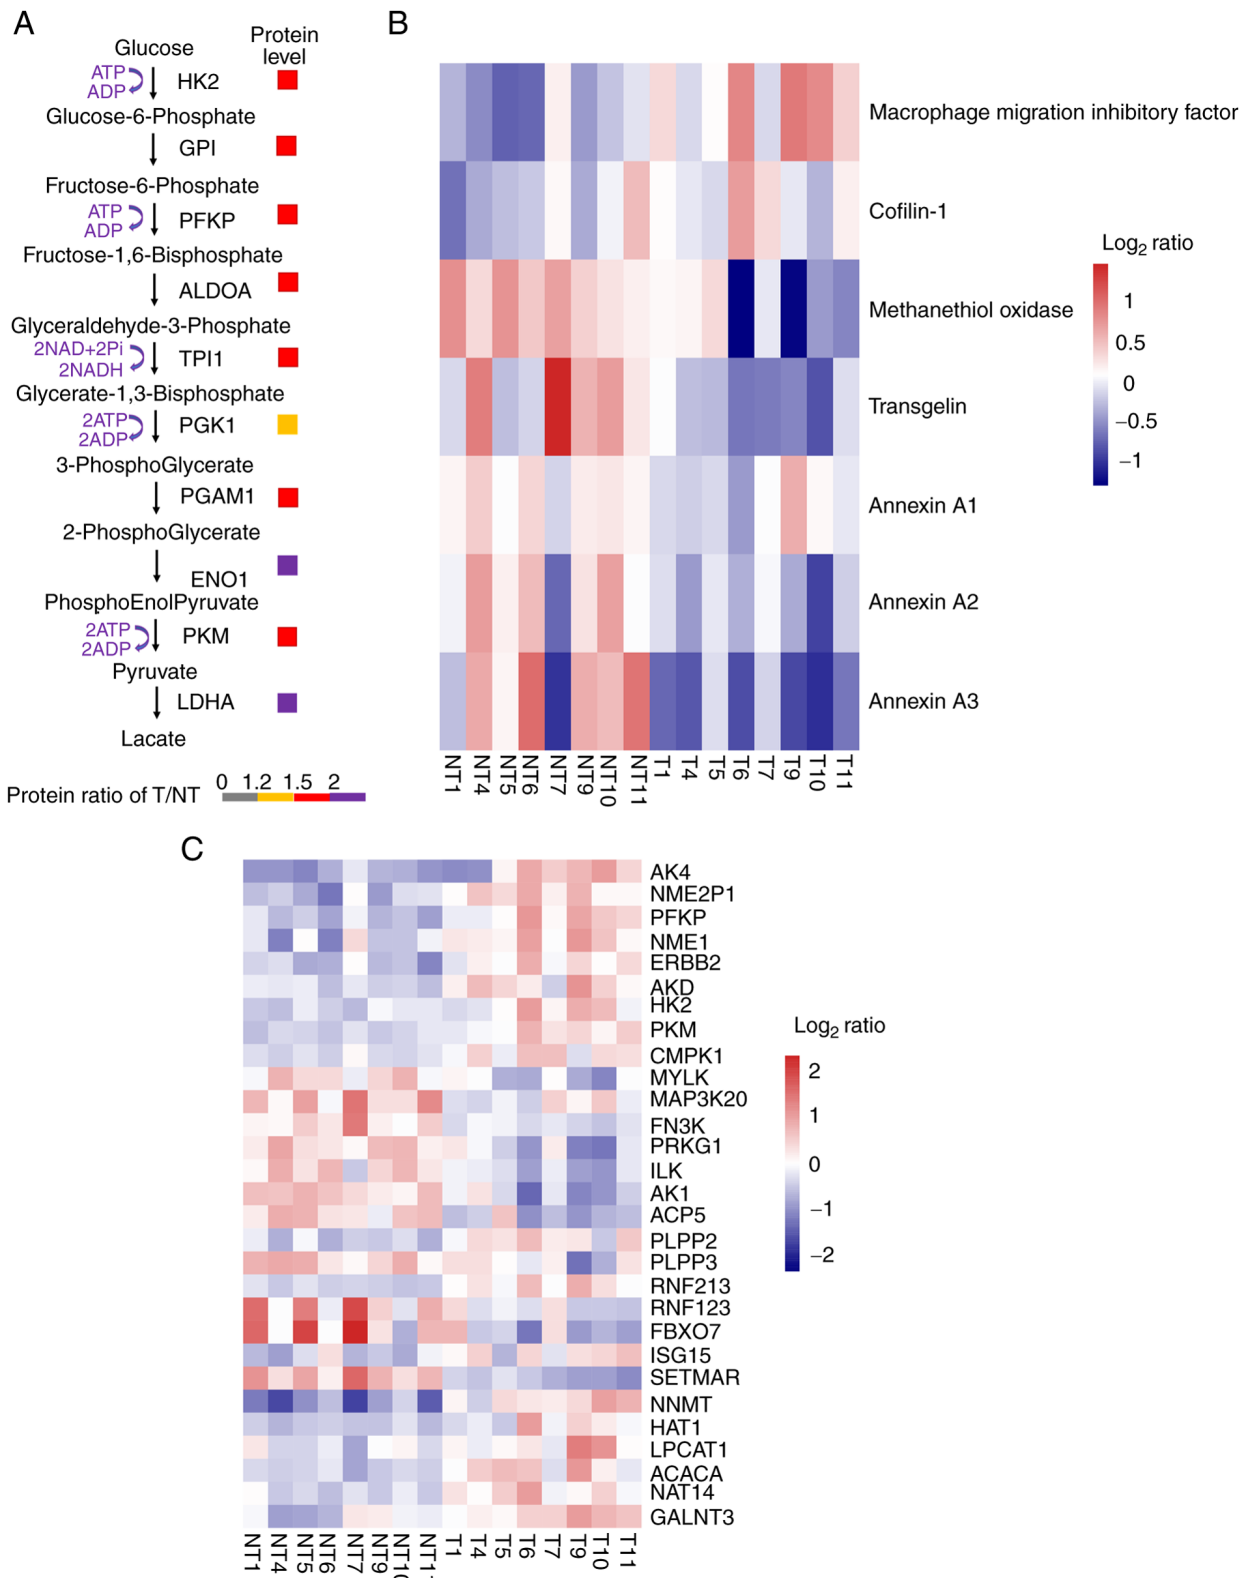 A
Protein
level
Glucose
ATP
ADP
HK2
Glucose-6-Phosphate
GPI
Fructose-6-Phosphate
ATP
ADP
PFKP
Fructose-1,6-Bisphosphate
ALDOA
Glyceraldehyde-3-Phosphate
2NAD+2Pi
2NADH
TPI1
Glycerate-1,3-Bisphosphate
2ATP
2ADP
PGK1
3-PhosphoGlycerate
PGAM1
2-PhosphoGlycerate
ENO1
PhosphoEnolPyruvate
2ATP
2ADP
PKM
Pyruvate
LDHA
Lacate
Protein ratio of T/NT
0 1.2 1.5 2
B
Macrophage migration inhibitory factor
Cofilin-1
Methanethiol oxidase
Transgelin
Annexin A1
Annexin A2
Annexin A3
NT1 NT4 NT5 NT6 NT7 NT9 NT10 NT11 T1 T4 T5 T6 T7 T9 T10 T11
Log2 ratio
1
0.5
0
−0.5
−1
C
AK4
NME2P1
PFKP
NME1
ERBB2
AKD
HK2
PKM
CMPK1
MYLK
MAP3K20
FN3K
PRKG1
ILK
AK1
ACP5
PLPP2
PLPP3
RNF213
RNF123
FBXO7
ISG15
SETMAR
NNMT
HAT1
LPCAT1
ACACA
NAT14
GALNT3
NT1 NT4 NT5 NT6 NT7 NT9 NT10 NT1 T1 T4 T5 T6 T7 T9 T10 T11
Log2 ratio
2
1
0
−1
−2